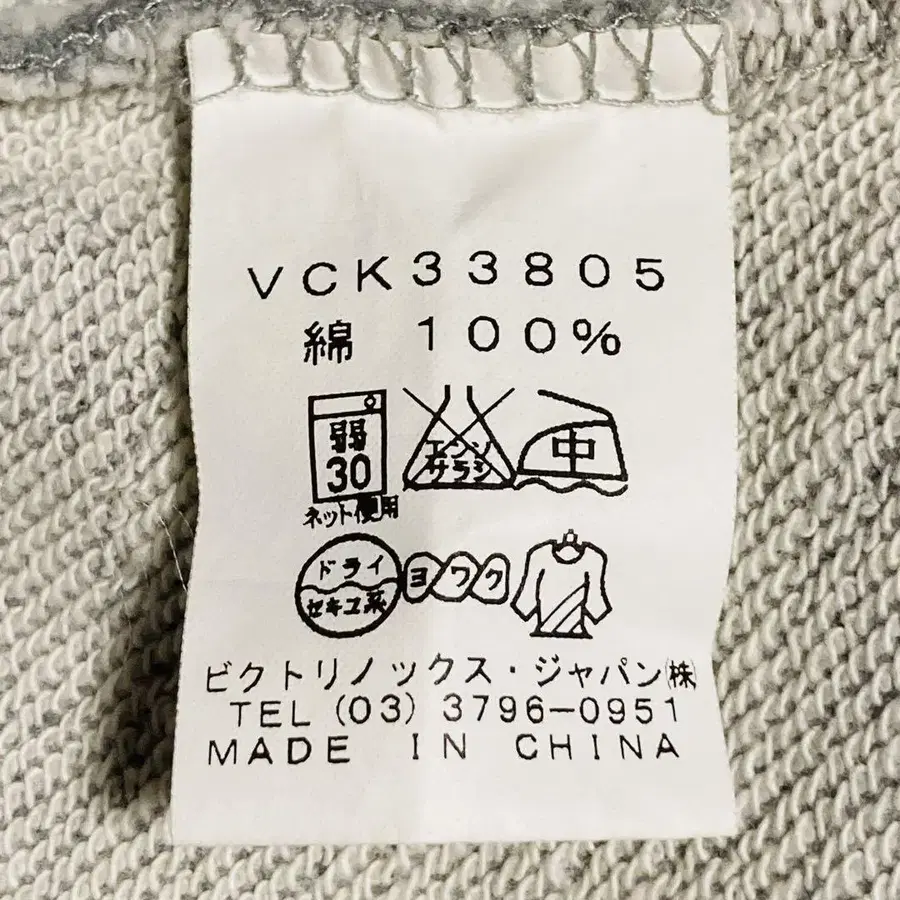 VCK33805
綿 100%
弱
30
ネット使用
エンソ
サラシ
中
ドライ
セキユ系
ヨワク
ビクトリノックス・ジャパン㈱
TEL (03) 3796-0951
MADE IN CHINA